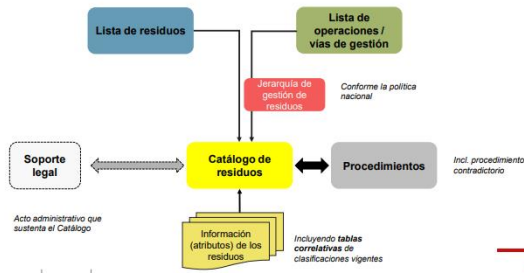 Lista de residuos
Lista de
operaciones /
vías de gestión
Jerarquía de
gestión de
residuos
Conforme la política
nacional
Soporte
legal
Catálogo de
residuos
Procedimientos
Incl. procedimiento
contradictorio
Acto administrativo que
sustenta el Catálogo
Información
(atributos) de los
residuos
Incluyendo tablas
correlativas de
clasificaciones vigentes